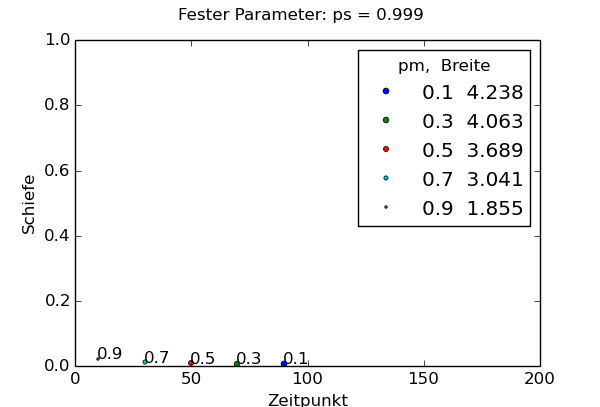 Fester Parameter: ps = 0.999
1.0
0.8
0.6
0.4
0.2
0.0
Schiefe
pm, Breite
0.1 4.238
0.3 4.063
0.5 3.689
0.7 3.041
0.9 1.855
0.9 0.7 0.5 0.3 0.1
0 50 100 150 200
Zeitpunkt